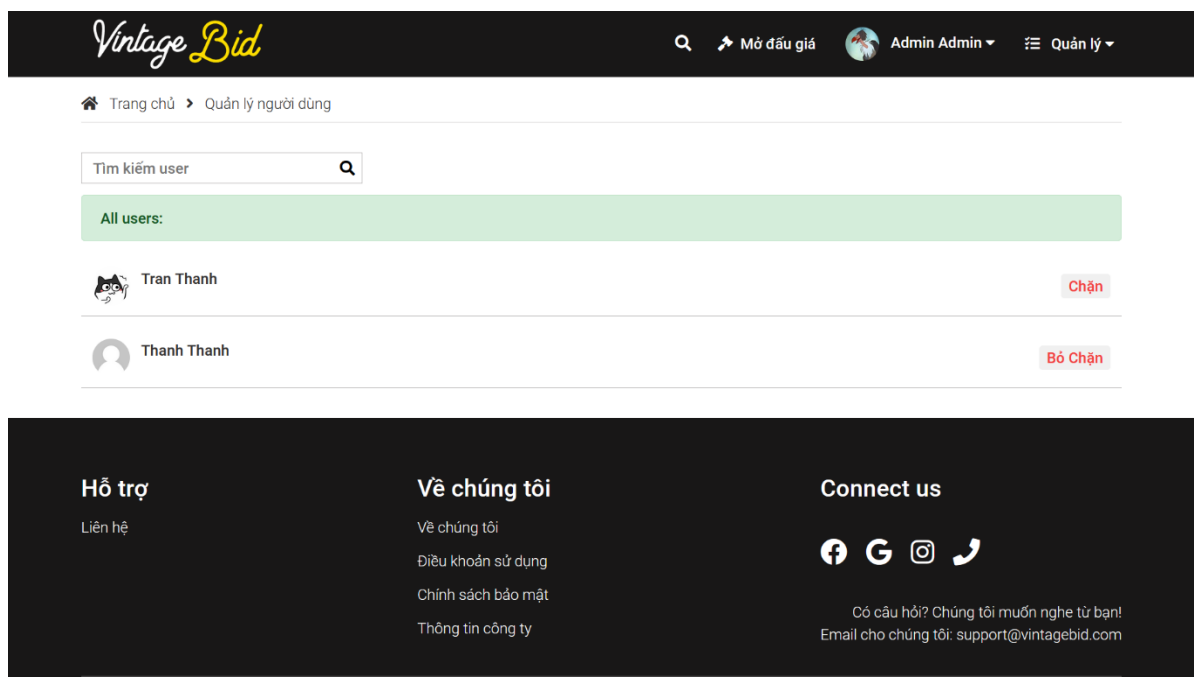 Vintage Bid
Mở đấu giá
Admin Admin
Quản lý
Trang chủ
Quản lý người dùng
Tìm kiếm user
All users:
Tran Thanh
Chặn
Thanh Thanh
Bỏ Chặn
Hỗ trợ
Liên hệ
Về chúng tôi
Về chúng tôi
Điều khoản sử dụng
Chính sách bảo mật
Thông tin công ty
Connect us
Có câu hỏi? Chúng tôi muốn nghe từ bạn!
Email cho chúng tôi: support@vintagebid.com